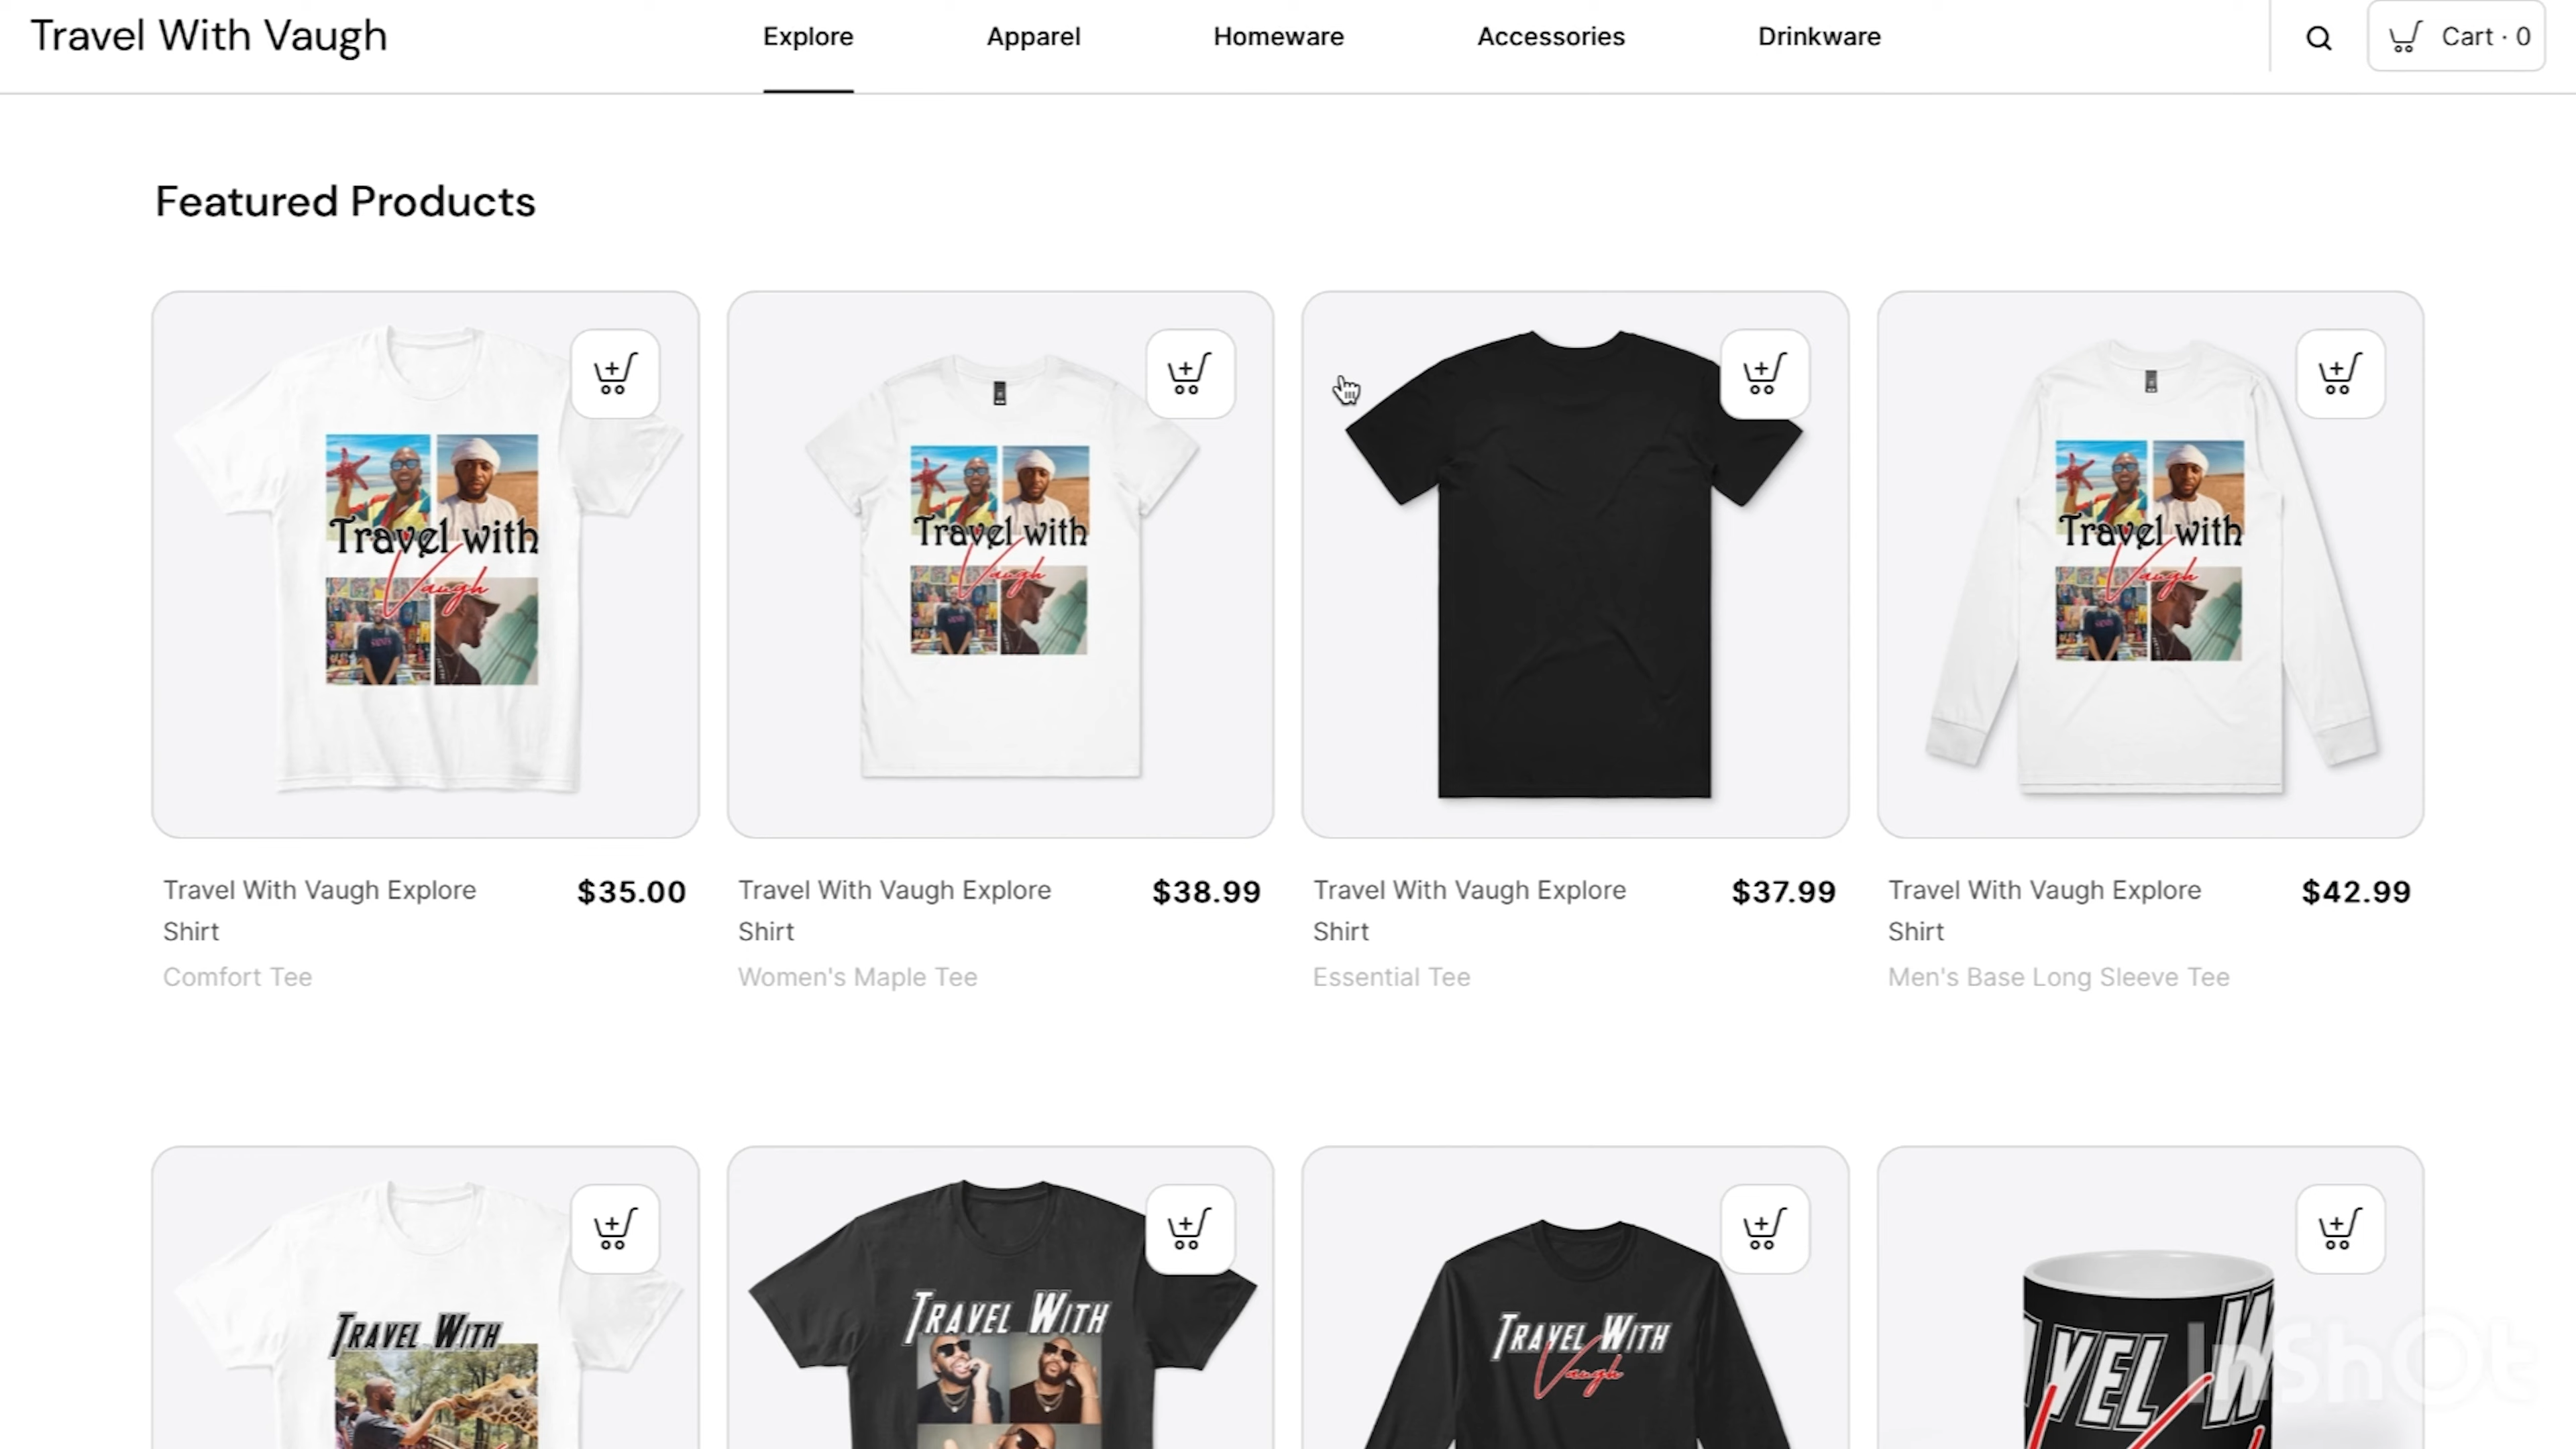 Travel With Vaugh
Explore
Apparel
Homeware
Accessories
Drinkware
Cart · 0
Featured Products
Travel with
Vaugh
Travel with
Vaugh
Travel with
Vaugh
Travel With Vaugh Explore
Shirt
$35.00
Comfort Tee
Travel With Vaugh Explore
Shirt
$38.99
Women's Maple Tee
Travel With Vaugh Explore
Shirt
$37.99
Essential Tee
Travel With Vaugh Explore
Shirt
$42.99
Men's Base Long Sleeve Tee
TRAVEL WITH
TRAVEL WITH
TRAVEL WITH
Vaugh
AVEL W
InShOt